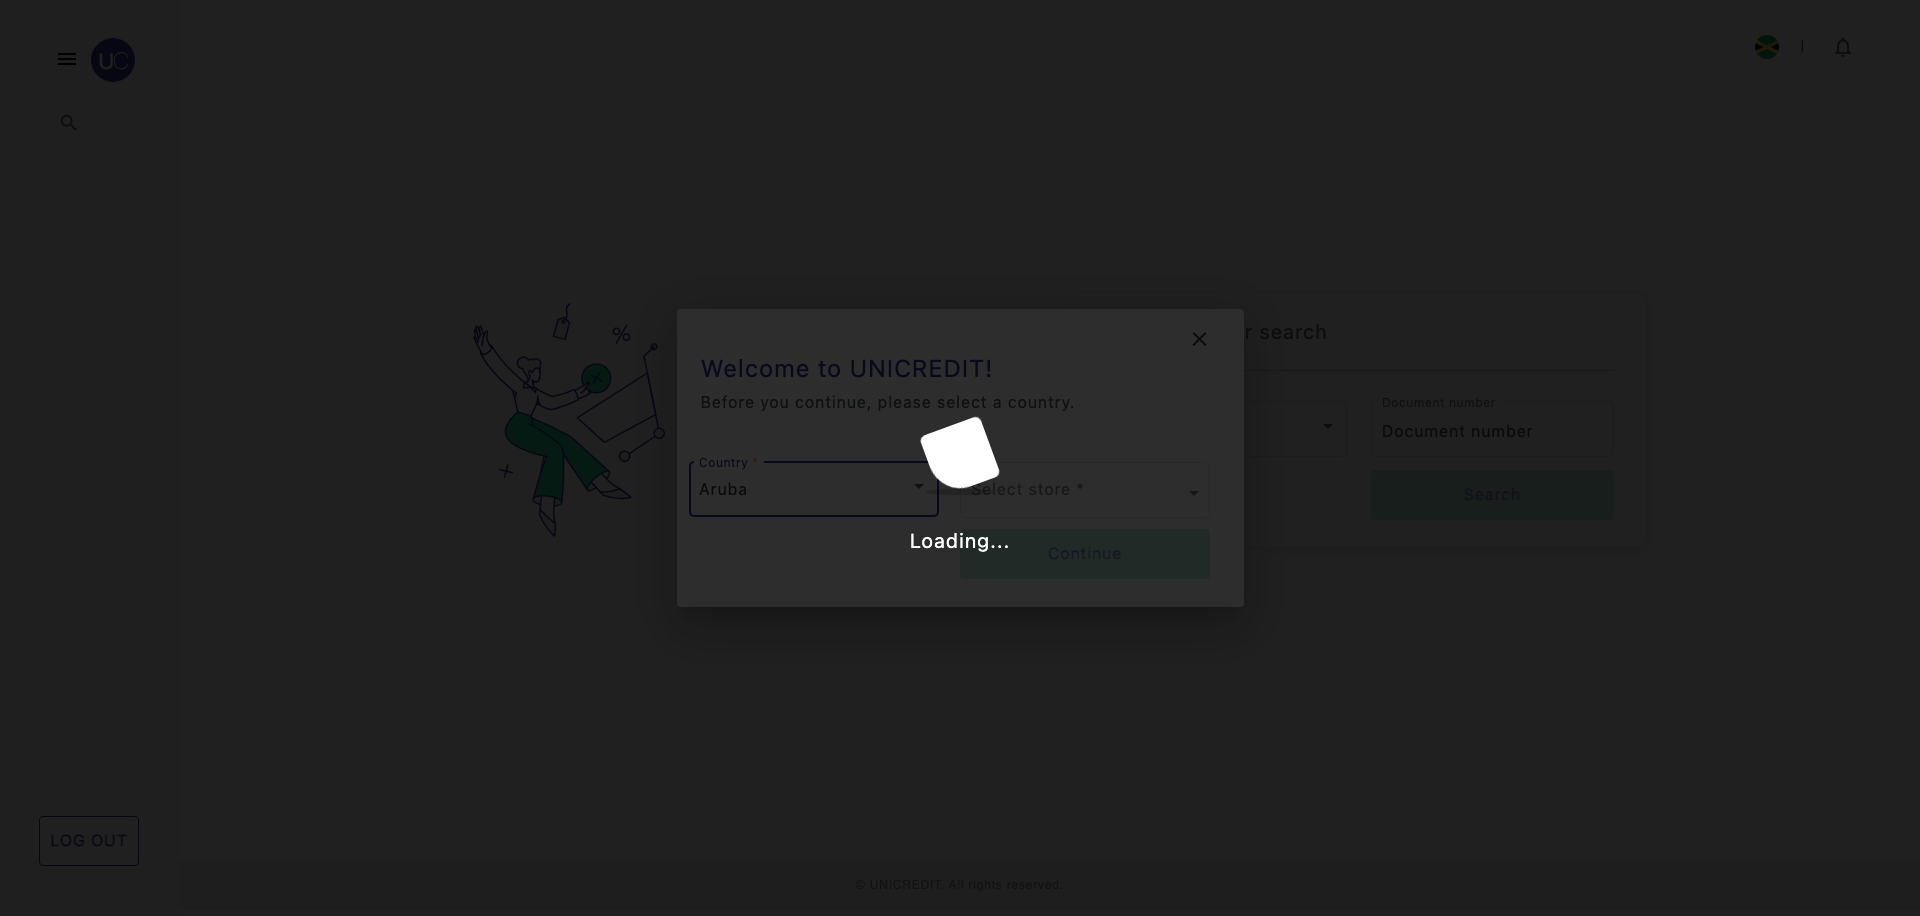 UC
r search
Welcome to UNICREDIT!
Before you continue, please select a country.
Document number
Document number
Country *
Aruba
Select store *
Search
Loading...
Continue
LOG OUT
© UNICREDIT. All rights reserved.